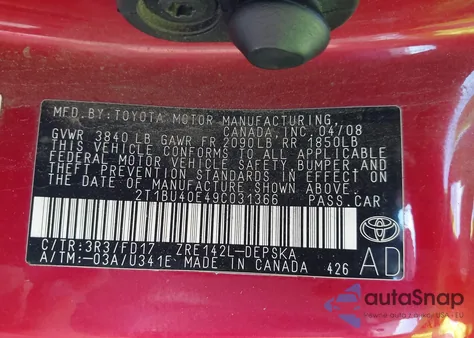 MFD. BY: TOYOTA MOTOR MANUFACTURING,
CANADA, INC. 04/08
GVWR 3840 LB GAWR FR 2090LB RR 1850LB
THIS VEHICLE CONFORMS TO ALL APPLICABLE
FEDERAL MOTOR VEHICLE SAFETY, BUMPER, AND
THEFT PREVENTION STANDARDS IN EFFECT ON
THE DATE OF MANUFACTURE SHOWN ABOVE.
2T1BU40E49C031366 PASS.CAR
C/TR:3R3/FD17 ZRE142L-DEPSKA
A/TM:-03A/U341E MADE IN CANADA 426
TOYOTA
AD
autoSnap